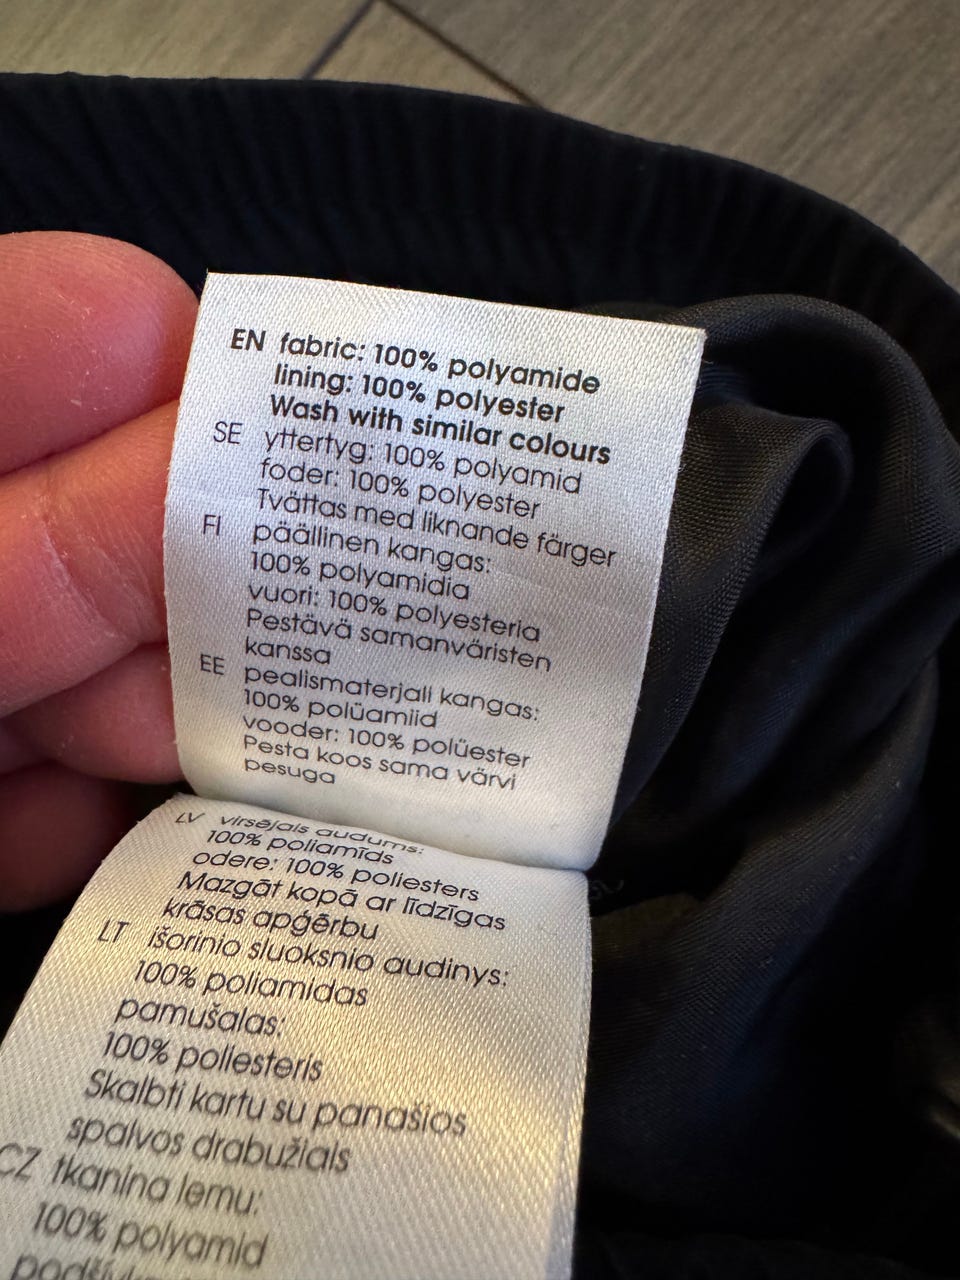 EN fabric: 100% polyamide
lining: 100% polyester
Wash with similar colours
SE yttertyg: 100% polyamid
foder: 100% polyester
Tvättas med liknande färger
FI päällinen kangas:
100% polyamidia
vuori: 100% polyesteria
Pestävä samanväristen
kanssa
EE pealismaterjali kangas:
100% polüamiid
vooder: 100% polüester
Pesta koos sama värvi
pesuga
LV virsējais audums:
100% poliamīds
odere: 100% poliesters
Mazgāt kopā ar līdzīgas
krāsas apģērbu
LT išorinio sluoksnio audinys:
100% poliamidas
pamušalas:
100% poliesteris
Skalbti kartu su panašios
spalvos drabužiais
CZ tkanina lemu:
100% polyamid